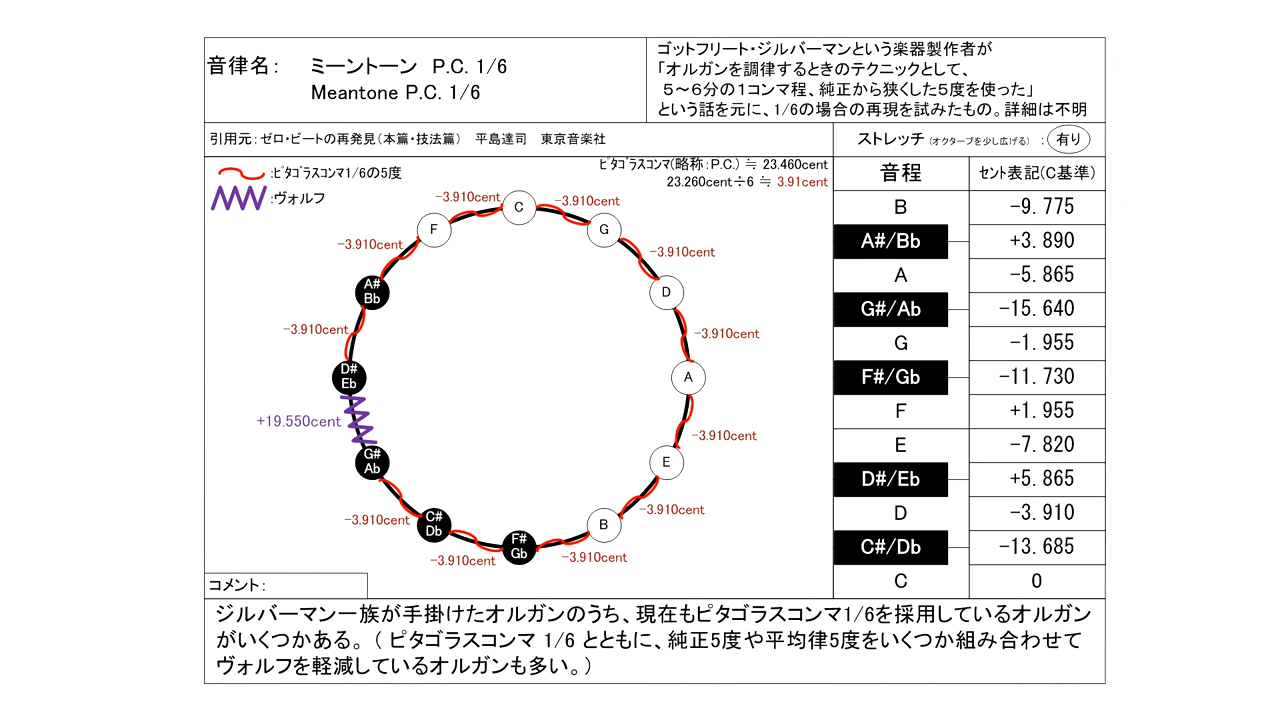 音律名： ミーントーン P.C. 1/6
Meantone P.C. 1/6
ゴットフリート・ジルバーマンという楽器製作者が
「オルガンを調律するときのテクニックとして、
５～６分の１コンマ程、純正から狭くした５度を使った」
という話を元に、1/6の場合の再現を試みたもの。詳細は不明
引用元：ゼロ・ビートの再発見（本篇・技法篇） 平島達司 東京音楽社
ストレッチ （オクターブを少し広げる） ： 有り
：ﾋﾟﾀｺﾞﾗｽコンマ1/6の5度
：ヴォルフ
ﾋﾟﾀｺﾞﾗｽコンマ(略称：P.C.) ≒ 23.460cent
23.260cent÷6 ≒ 3.91cent
-3.910cent
C
-3.910cent
G
-3.910cent
D
-3.910cent
A
-3.910cent
E
-3.910cent
B
-3.910cent
F#
Gb
-3.910cent
C#
Db
-3.910cent
G#
Ab
+19.550cent
D#
Eb
-3.910cent
A#
Bb
-3.910cent
F
音程 セント表記(C基準)
B -9.775
A#/Bb +3.890
A -5.865
G#/Ab -15.640
G -1.955
F#/Gb -11.730
F +1.955
E -7.820
D#/Eb +5.865
D -3.910
C#/Db -13.685
C 0
コメント：
ジルバーマン一族が手掛けたオルガンのうち、現在もピタゴラスコンマ1/6を採用しているオルガン
がいくつかある。（ ピタゴラスコンマ 1/6 とともに、純正5度や平均律5度をいくつか組み合わせて
ヴォルフを軽減しているオルガンも多い。）